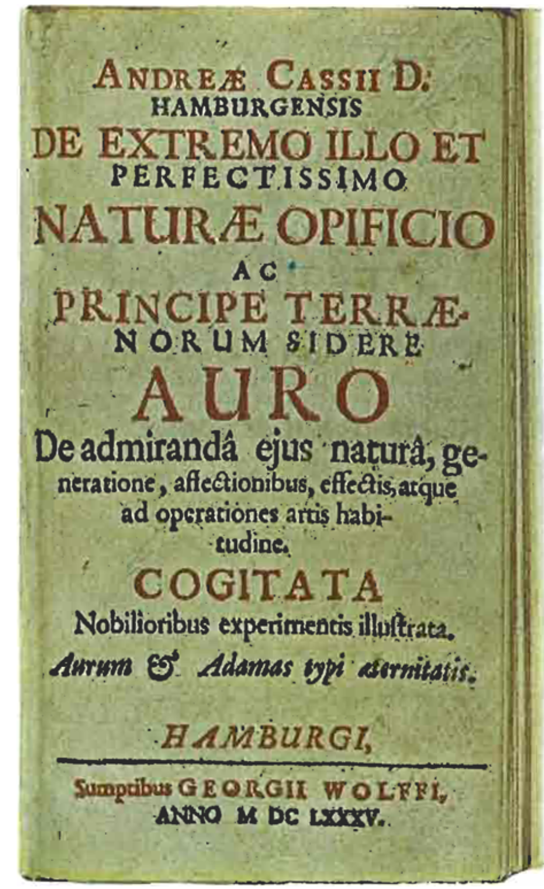 ANDREÆ CASSII D.
HAMBURGENSIS
DE EXTREMO ILLO ET
PERFECTISSIMO
NATURÆ OPIFICIO
AC
PRINCIPE TERRÆ-
NORUM SIDERE
AURO
De admirandâ ejus naturâ, ge-
neratione, affectionibus, effectis, atque
ad operationes artis habi-
tudine.
COGITATA
Nobilioribus experimentis illuſtrata.
Aurum & Adamas typi æternitatis.
HAMBURGI,
Sumptibus GEORGII WOLFFI,
ANNO M DC LXXXV.